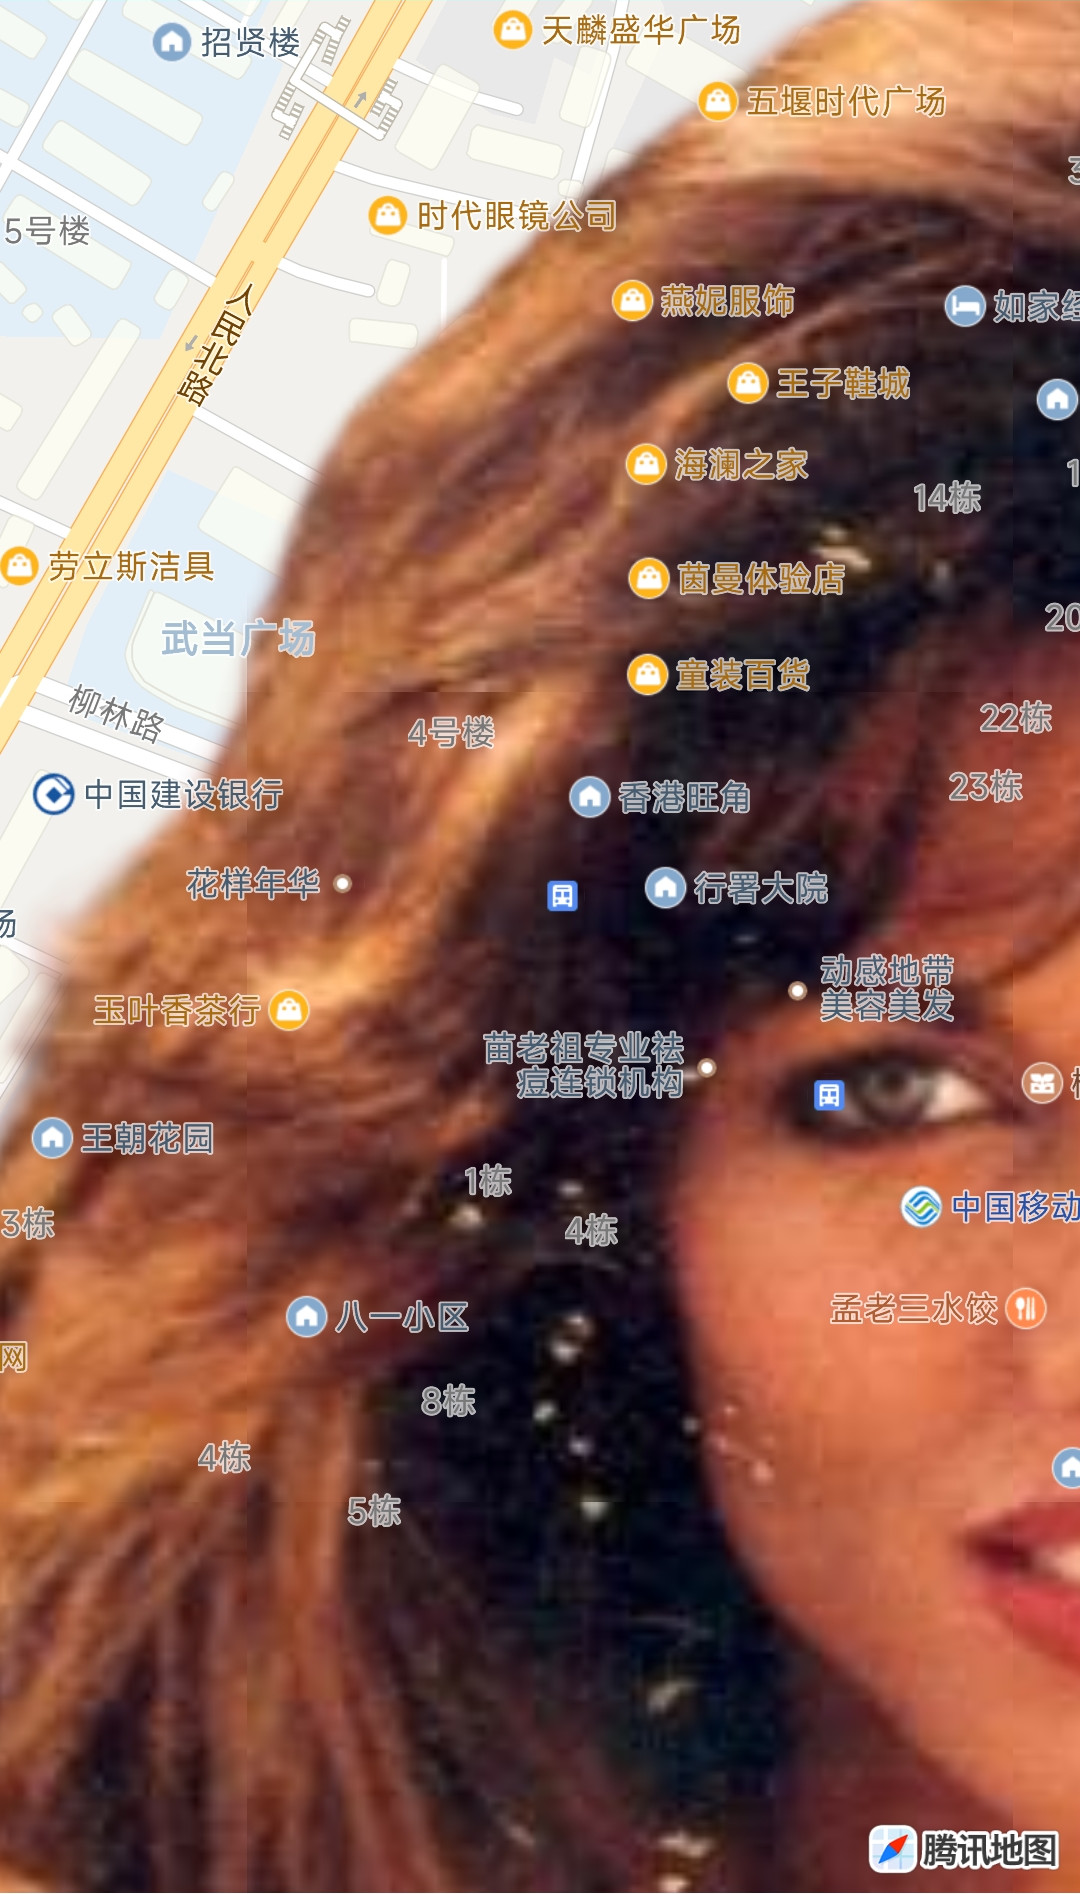 招贤楼
天麟盛华广场
五堰时代广场
3
时代眼镜公司
5号楼
人民北路
燕妮服饰
如家经
王子鞋城
海澜之家
1
14栋
劳立斯洁具
茵曼体验店
20
武当广场
童装百货
柳林路
4号楼
22栋
23栋
中国建设银行
香港旺角
花样年华
行署大院
场
动感地带
美容美发
玉叶香茶行
苗老祖专业祛
痘连锁机构
王朝花园
1栋
中国移动
3栋
4栋
孟老三水饺
八一小区
网
8栋
4栋
5栋
腾讯地图